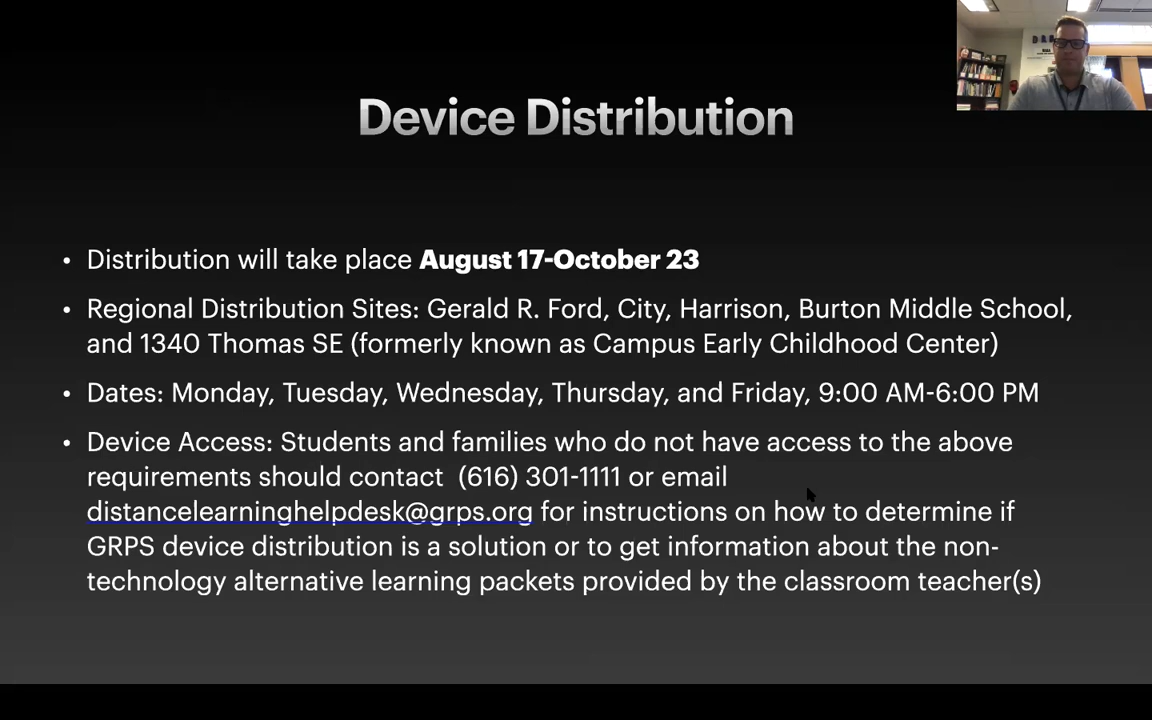 Device Distribution
• Distribution will take place August 17-October 23
• Regional Distribution Sites: Gerald R. Ford, City, Harrison, Burton Middle School,
and 1340 Thomas SE (formerly known as Campus Early Childhood Center)
• Dates: Monday, Tuesday, Wednesday, Thursday, and Friday, 9:00 AM-6:00 PM
• Device Access: Students and families who do not have access to the above
requirements should contact (616) 301-1111 or email
distancelearninghelpdesk@grps.org for instructions on how to determine if
GRPS device distribution is a solution or to get information about the non-
technology alternative learning packets provided by the classroom teacher(s)